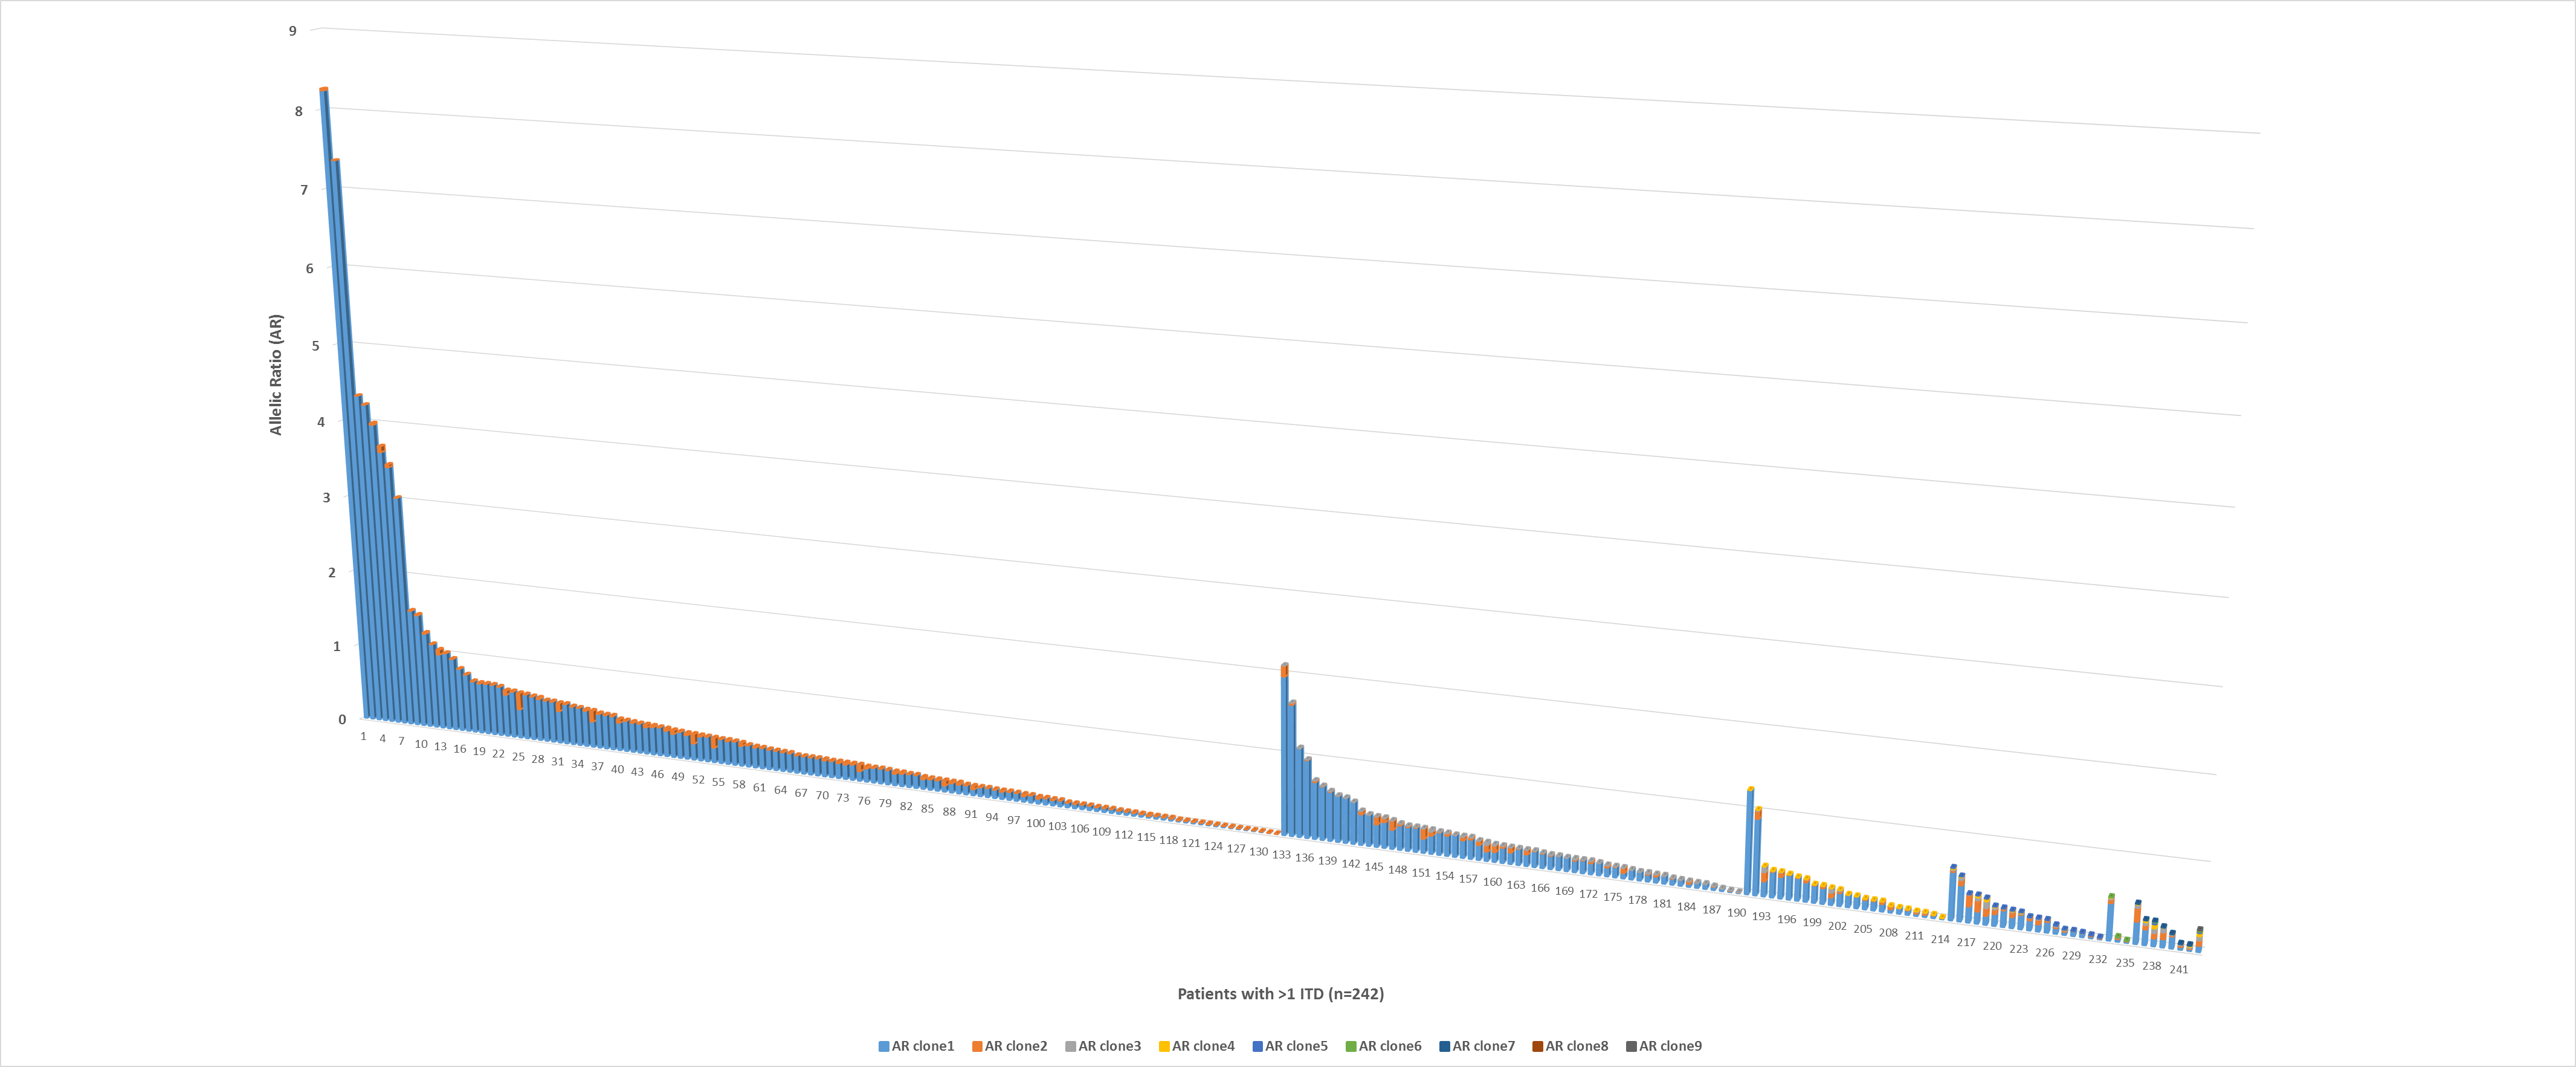 9
8
7
6
5
4
3
2
1
0
Allelic Ratio (AR)
1 4 7 10 13 16 19 22 25 28 31 34 37 40 43 46 49 52 55 58 61 64 67 70 73 76 79 82 85 88 91 94 97 100 103 106 109 112 115 118 121 124 127 130 133 136 139 142 145 148 151 154 157 160 163 166 169 172 175 178 181 184 187 190 193 196 199 202 205 208 211 214 217 220 223 226 229 232 235 238 241
Patients with >1 ITD (n=242)
AR clone1 AR clone2 AR clone3 AR clone4 AR clone5 AR clone6 AR clone7 AR clone8 AR clone9